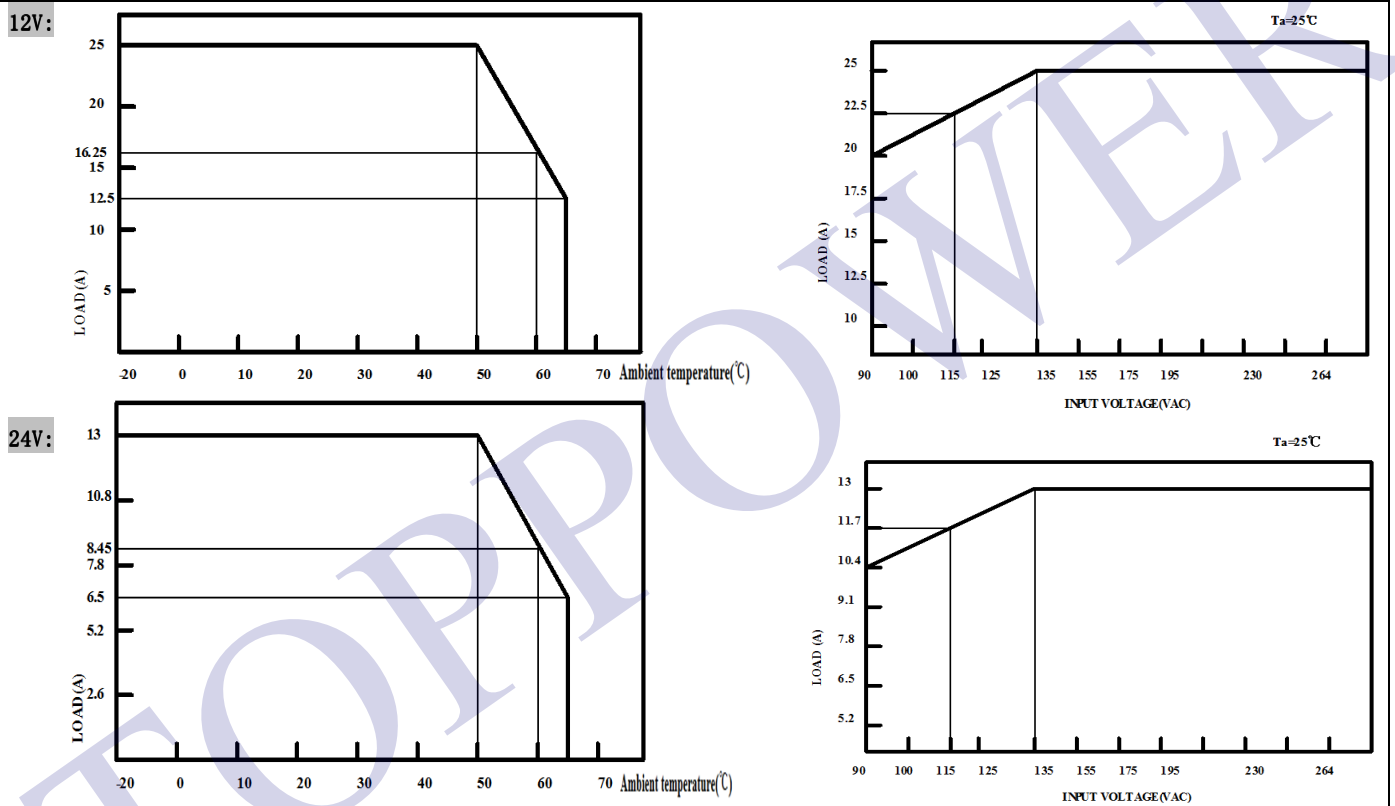 12V:
25
20
16.25
15
12.5
10
5
LOAD (A)
-20 0 10 20 30 40 50 60 70 Ambient temperature(℃)
Ta=25℃
25
22.5
20
17.5
15
12.5
10
LOAD (A)
90 100 115 125 135 155 175 195 230 264
INPUT VOLTAGE(VAC)
24V:
13
10.8
8.45
7.8
6.5
5.2
2.6
LOAD (A)
-20 0 10 20 30 40 50 60 70 Ambient temperature(℃)
Ta=25℃
13
11.7
10.4
9.1
7.8
6.5
5.2
LOAD (A)
90 100 115 125 135 155 175 195 230 264
INPUT VOLTAGE(VAC)
TOPPOWER